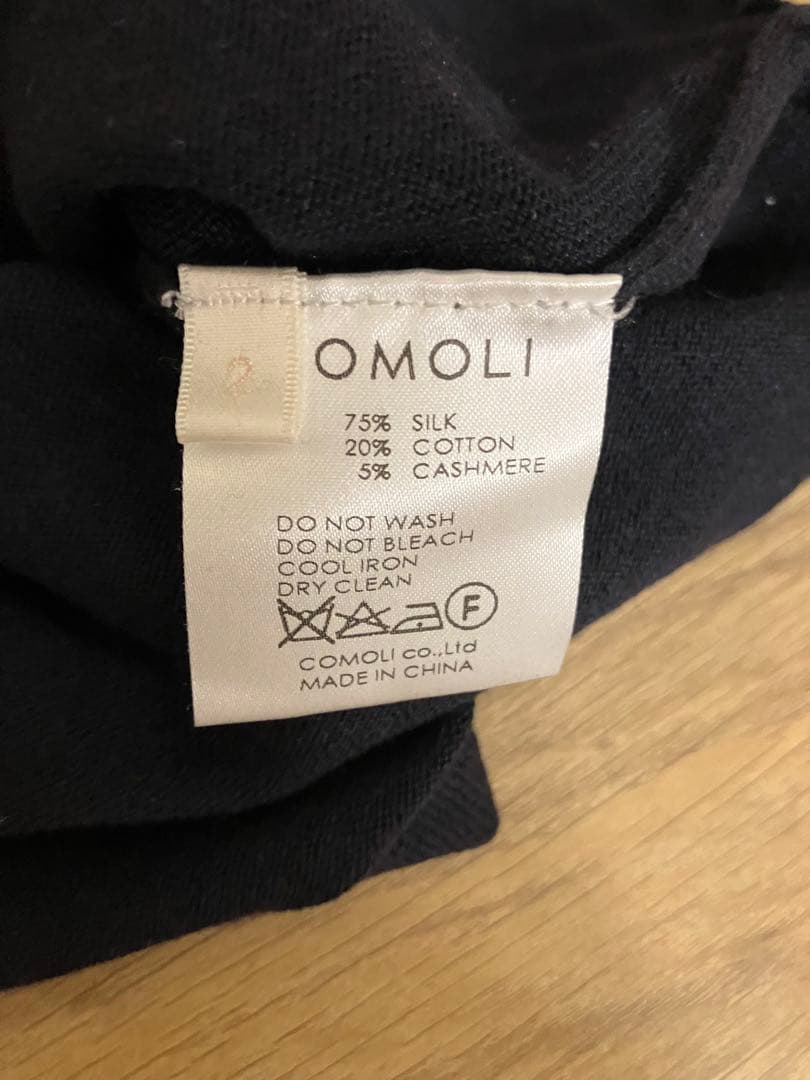 2
OMOLI
75% SILK
20% COTTON
5% CASHMERE
DO NOT WASH
DO NOT BLEACH
COOL IRON
DRY CLEAN
F
COMOLI co.,Ltd
MADE IN CHINA